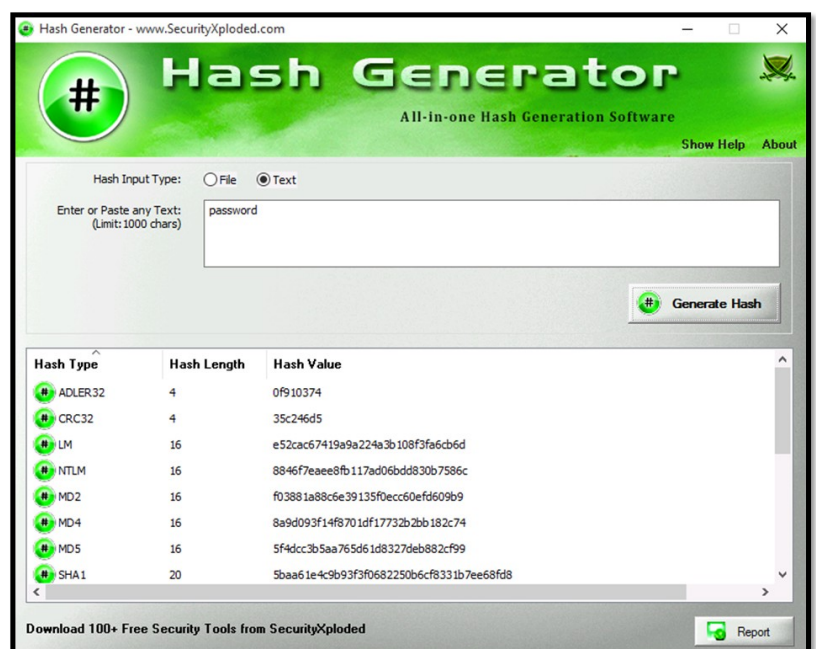 Hash Generator - www.SecurityXploded.com
#
Hash Generator
All-in-one Hash Generation Software
Show Help About
Hash Input Type: File Text
Enter or Paste any Text: password
(Limit:1000 chars)
# Generate Hash
Hash Type Hash Length Hash Value
# ADLER32 4 0f910374
# CRC32 4 35c246d5
# LM 16 e52cac67419a9a224a3b108f3fa6cb6d
# NTLM 16 8846f7eaee8fb117ad06bdd830b7586c
# MD2 16 f03881a88c6e39135f0ecc60efd609b9
# MD4 16 8a9d093f14f8701df17732b2bb182c74
# MD5 16 5f4dcc3b5aa765d61d8327deb882cf99
# SHA1 20 5baa61e4c9b93f3f0682250b6cf8331b7ee68fd8
Download 100+ Free Security Tools from SecurityXploded
Report